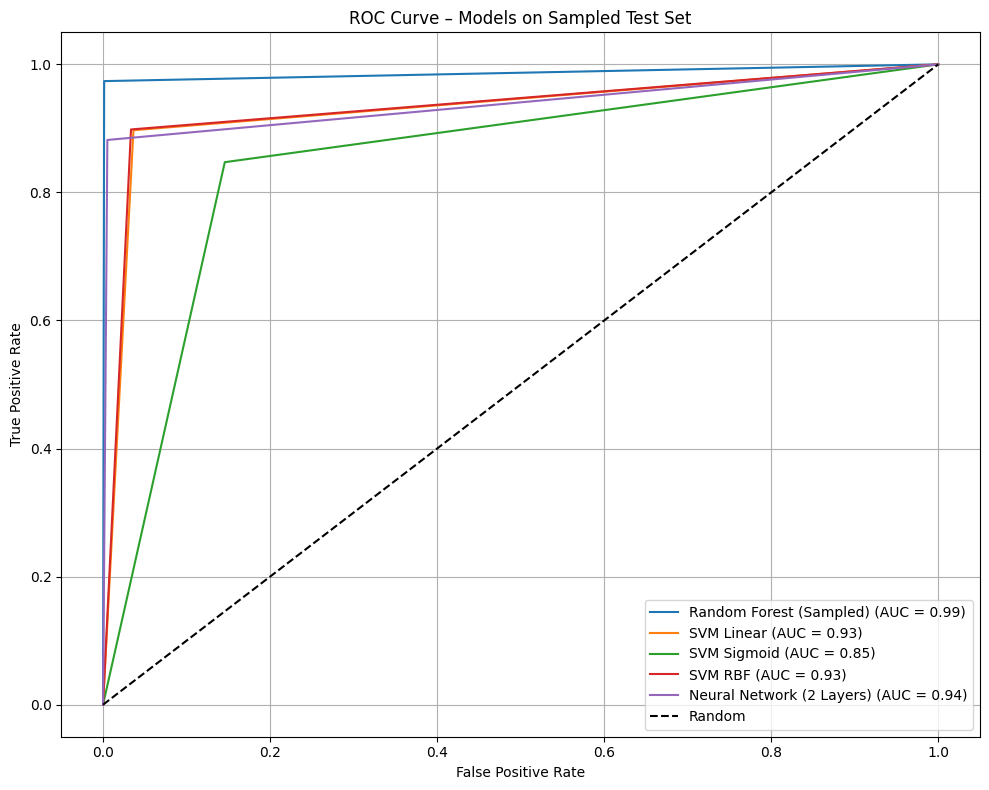 ROC Curve – Models on Sampled Test Set
True Positive Rate
1.0
0.8
0.6
0.4
0.2
0.0
0.0 0.2 0.4 0.6 0.8 1.0
False Positive Rate
Random Forest (Sampled) (AUC = 0.99)
SVM Linear (AUC = 0.93)
SVM Sigmoid (AUC = 0.85)
SVM RBF (AUC = 0.93)
Neural Network (2 Layers) (AUC = 0.94)
Random